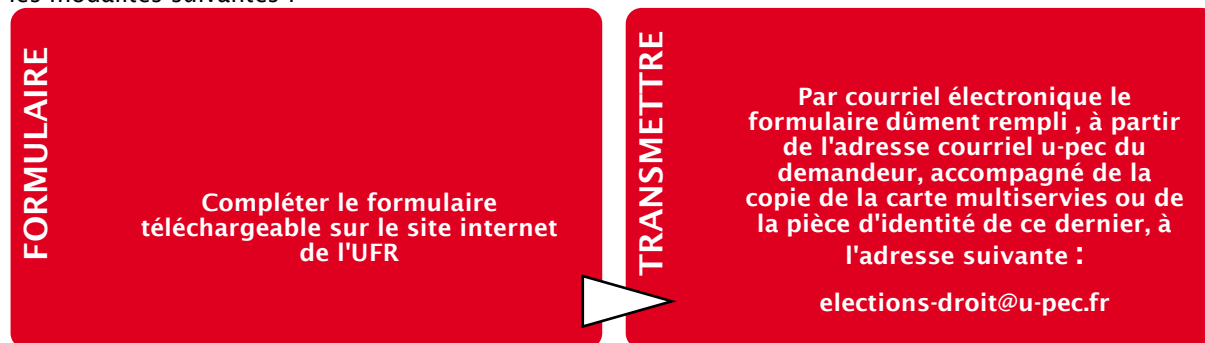 les modalités suivantes :
FORMULAIRE
Compléter le formulaire
téléchargeable sur le site internet
de l'UFR
TRANSMETTRE
Par courriel électronique le
formulaire dûment rempli , à partir
de l'adresse courriel u-pec du
demandeur, accompagné de la
copie de la carte multiservies ou de
la pièce d'identité de ce dernier, à
l'adresse suivante :
elections-droit@u-pec.fr